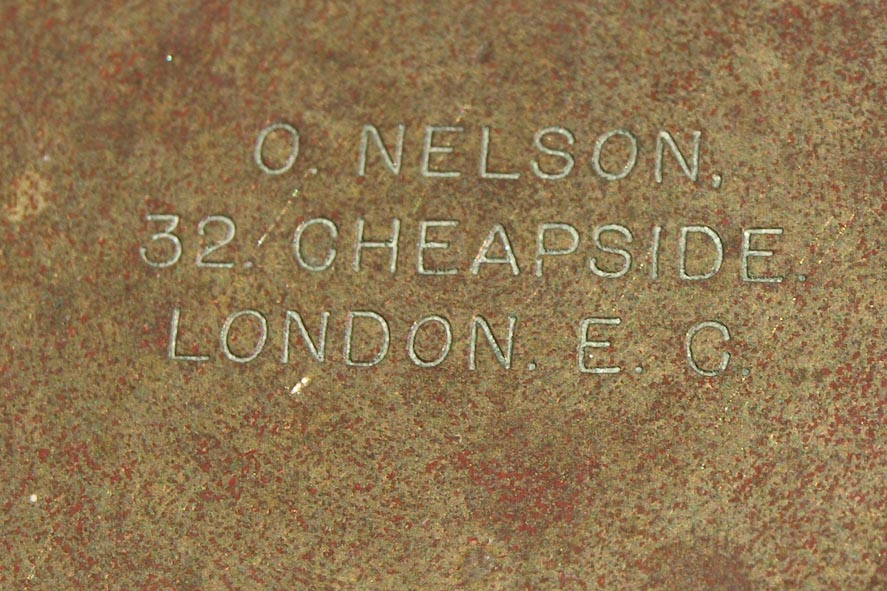 O. NELSON,
32. CHEAPSIDE.
LONDON. E. C.